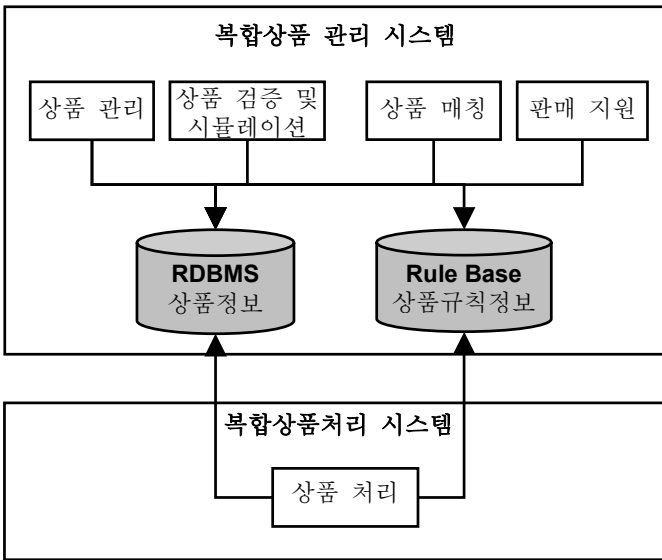 복합상품 관리 시스템
상품 관리
상품 검증 및
시뮬레이션
상품 매칭
판매 지원
RDBMS
상품정보
Rule Base
상품규칙정보
복합상품처리 시스템
상품 처리